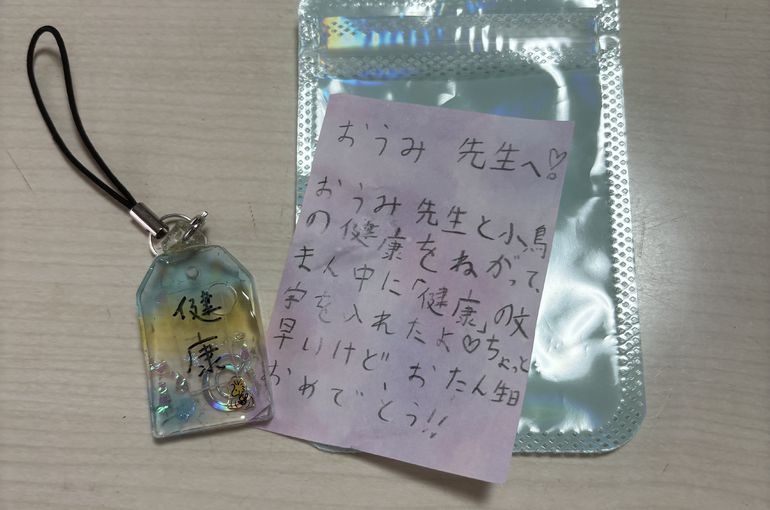 健
康
おうみ 先生へ♡
おうみ先生と小鳥
の健康をねがって、
まん中に「健康」の文
字を入れたよ♡ちょっと
早いけど、おたん生日
おめでとう!!